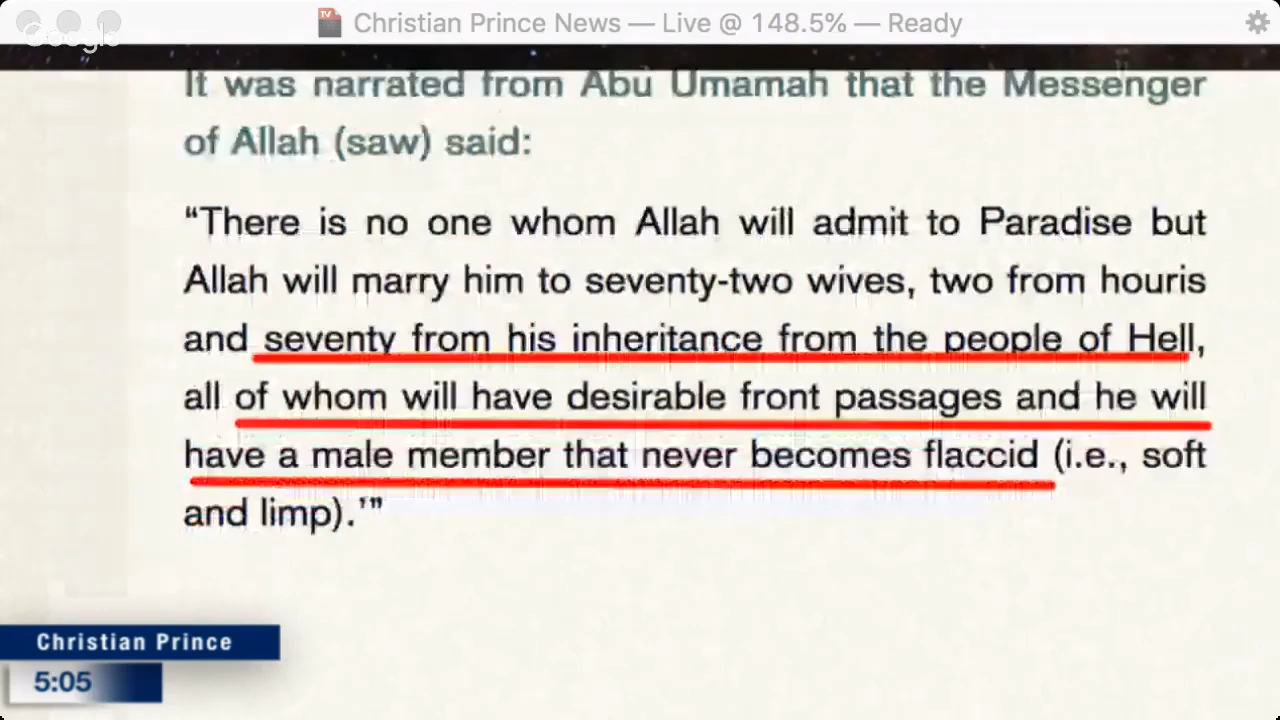 Christian Prince News — Live @ 148.5% — Ready
Google
It was narrated from Abu Umamah that the Messenger
of Allah (saw) said:
“There is no one whom Allah will admit to Paradise but
Allah will marry him to seventy-two wives, two from houris
and seventy from his inheritance from the people of Hell,
all of whom will have desirable front passages and he will
have a male member that never becomes flaccid (i.e., soft
and limp).’”
Christian Prince
5:05